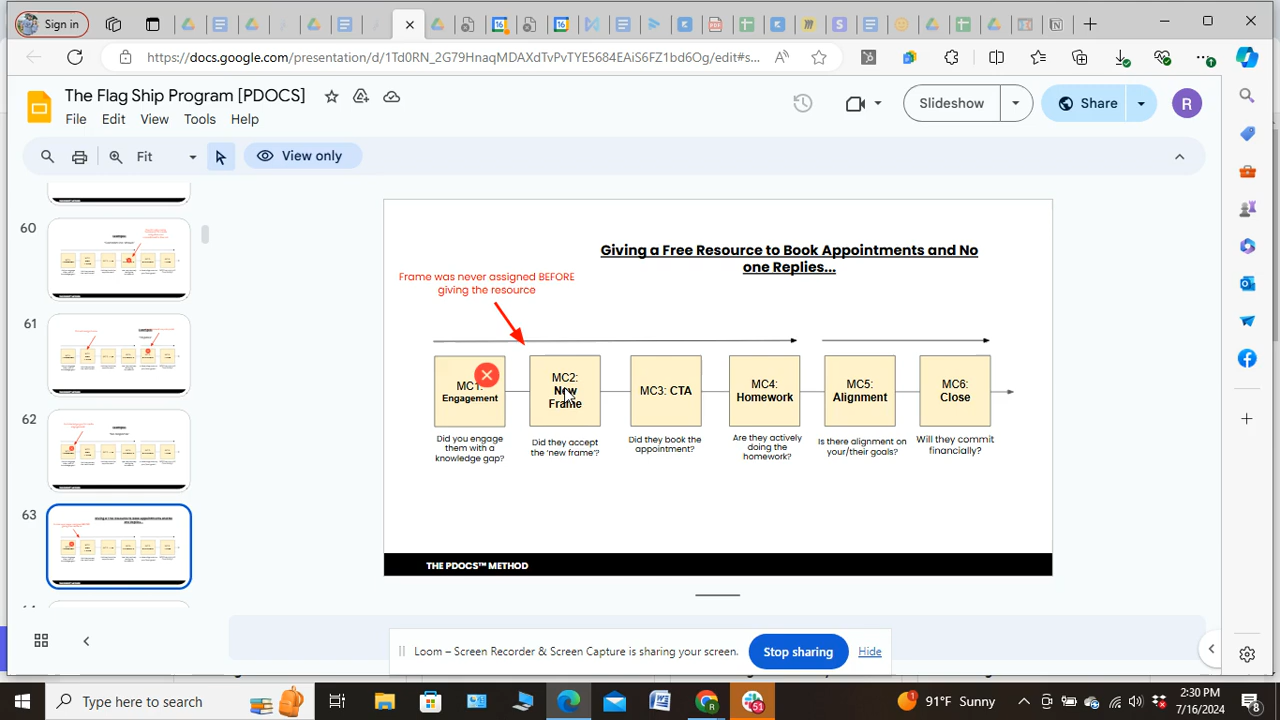 Sign in
https://docs.google.com/presentation/d/1Td0RN_2G79HnaqMDAXdTvPvTYE5684EAiS6FZ1bd6Og/edit#s...
The Flag Ship Program [PDOCS]
File Edit View Tools Help
Slideshow
Share
R
Fit
View only
60
61
62
63
Giving a Free Resource to Book Appointments and No
one Replies...
Frame was never assigned BEFORE
giving the resource
MC1:
Engagement
MC2:
New
Frame
MC3: CTA
MC4:
Homework
MC5:
Alignment
MC6:
Close
Did you engage
them with a
knowledge gap?
Did they accept
the 'new frame'?
Did they book the
appointment?
Are they actively
doing the
homework?
Is there alignment on
your/their goals?
Will they commit
financially?
THE PDOCS™ METHOD
Loom – Screen Recorder & Screen Capture is sharing your screen.
Stop sharing
Hide
Type here to search
51
91°F Sunny
2:30 PM
7/16/2024
8